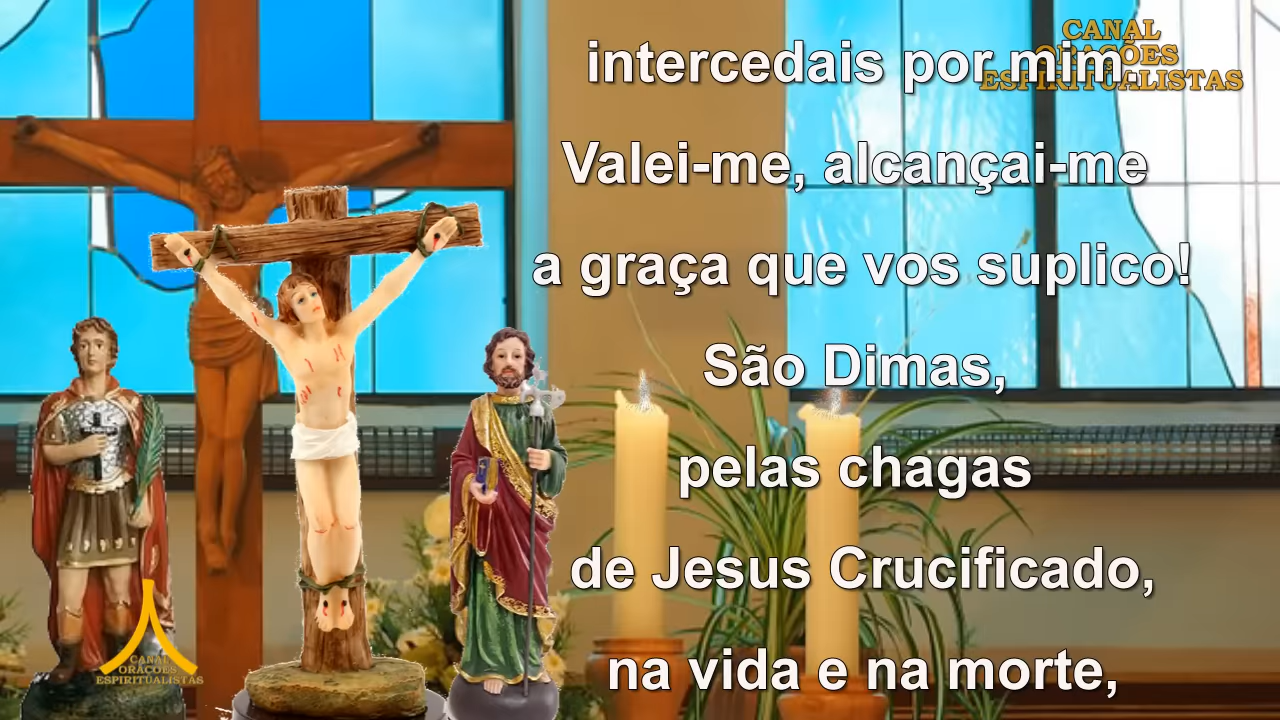 CANAL
ORAÇÕES
ESPIRITUALISTAS
intercedais por mim.
Valei-me, alcançai-me
a graça que vos suplico!
São Dimas,
pelas chagas
de Jesus Crucificado,
na vida e na morte,
CANAL
ORAÇÕES
ESPIRITUALISTAS